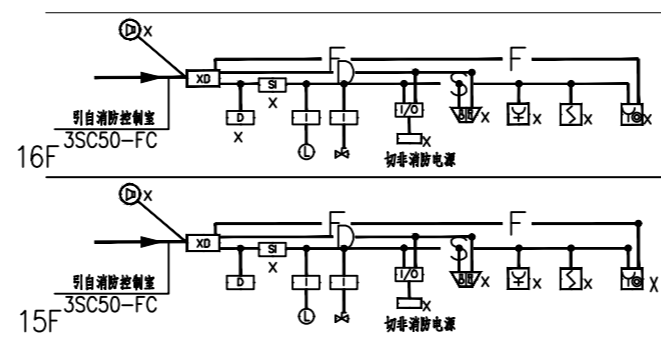 X
F F
XD
D
SI
D X I I I/O X X X X X
X
引自消防控制室
L
X
切非消防电源
3SC50-FC
16F
X
F F
XD
D
SI
X
D I I I/O X X X X
X
引自消防控制室
L
切非消防电源
3SC50-FC
15F